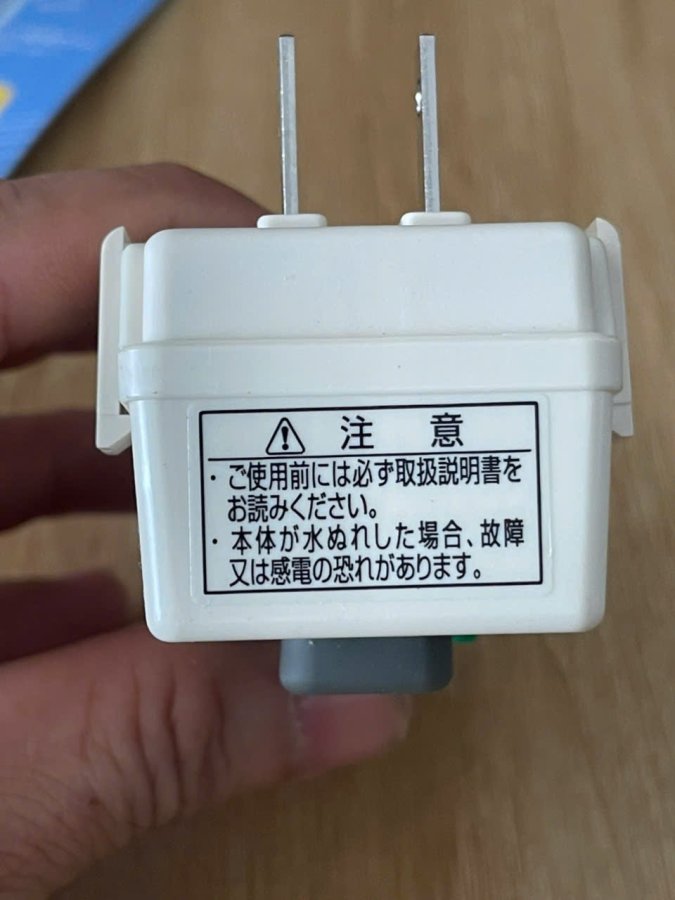 ⚠ 注意
・ご使用前には必ず取扱説明書を
お読みください。
・本体が水ぬれした場合、故障
又は感電の恐れがあります。